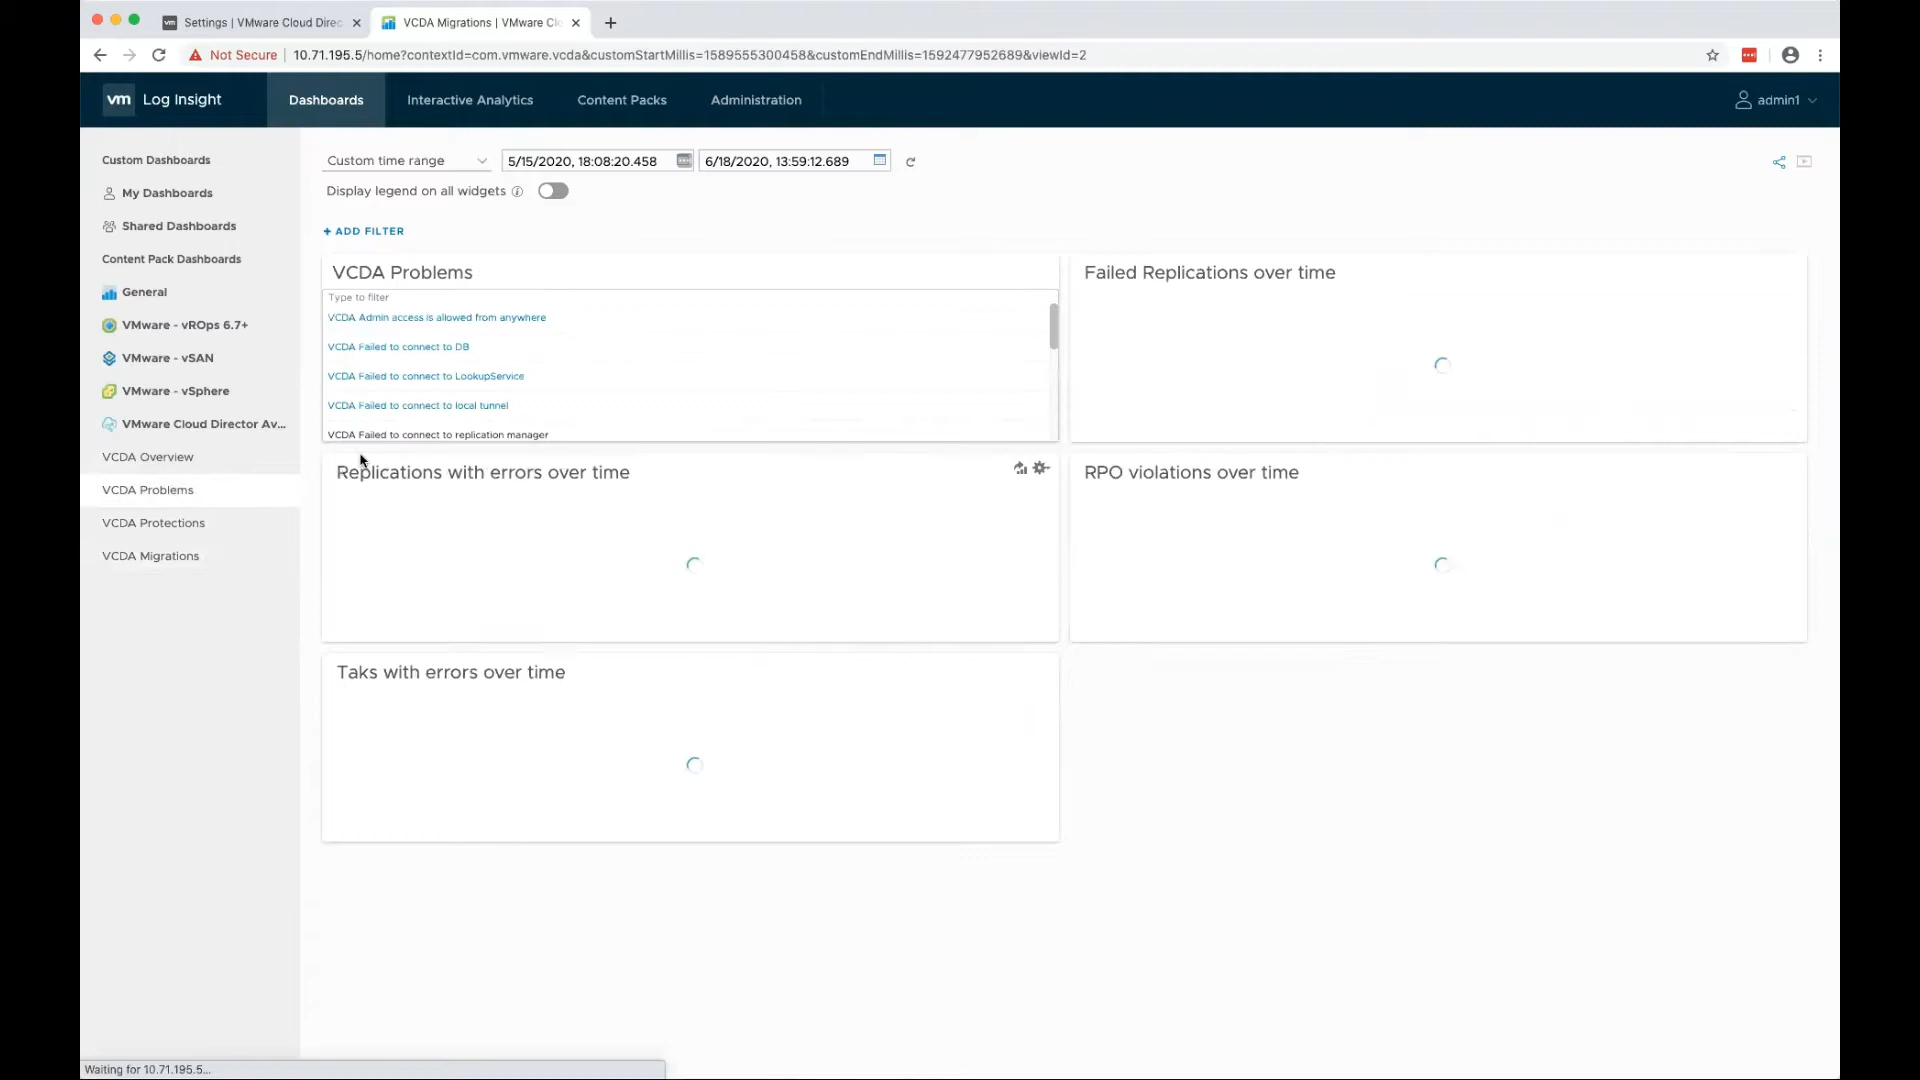 Settings | VMware Cloud Direc
VCDA Migrations | VMware Clo
Not Secure
10.71.195.5/home?contextId=com.vmware.vcda&customStartMillis=1589555300458&customEndMillis=1592477952689&viewId=2
vm Log Insight
Dashboards
Interactive Analytics
Content Packs
Administration
admin1
Custom Dashboards
My Dashboards
Shared Dashboards
Content Pack Dashboards
General
VMware - vROps 6.7+
VMware - vSAN
VMware - vSphere
VMware Cloud Director Av...
VCDA Overview
VCDA Problems
VCDA Protections
VCDA Migrations
Custom time range
5/15/2020, 18:08:20.458
6/18/2020, 13:59:12.689
Display legend on all widgets
+ ADD FILTER
VCDA Problems
Type to filter
VCDA Admin access is allowed from anywhere
VCDA Failed to connect to DB
VCDA Failed to connect to LookupService
VCDA Failed to connect to local tunnel
VCDA Failed to connect to replication manager
Failed Replications over time
Replications with errors over time
RPO violations over time
Taks with errors over time
Waiting for 10.71.195.5...